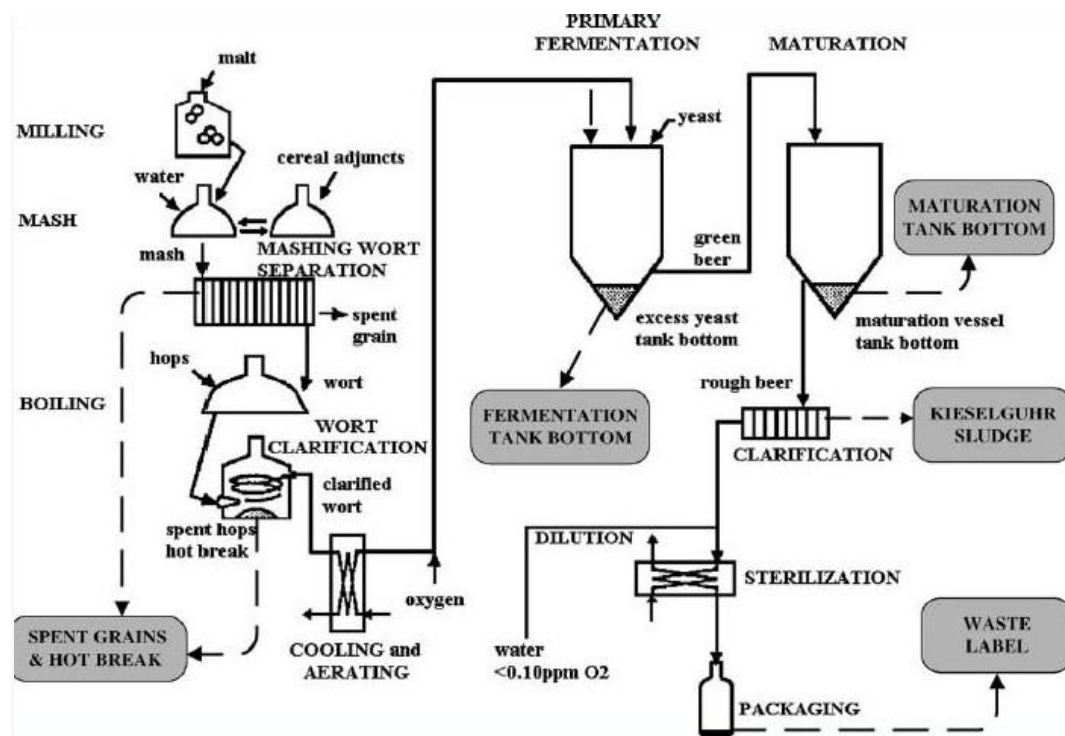 PRIMARY
FERMENTATION
MATURATION
malt
MILLING
yeast
cereal adjuncts
water
MASH
MATURATION
TANK BOTTOM
mash
MASHING WORT
SEPARATION
green
beer
spent
grain
excess yeast
tank bottom
maturation vessel
tank bottom
hops
wort
rough beer
BOILING
FERMENTATION
TANK BOTTOM
KIESELGUHR
SLUDGE
WORT
CLARIFICATION
CLARIFICATION
clarified
wort
spent hops
hot break
DILUTION
STERILIZATION
oxygen
SPENT GRAINS
& HOT BREAK
COOLING and
AERATING
water
<0.10ppm O2
WASTE
LABEL
PACKAGING